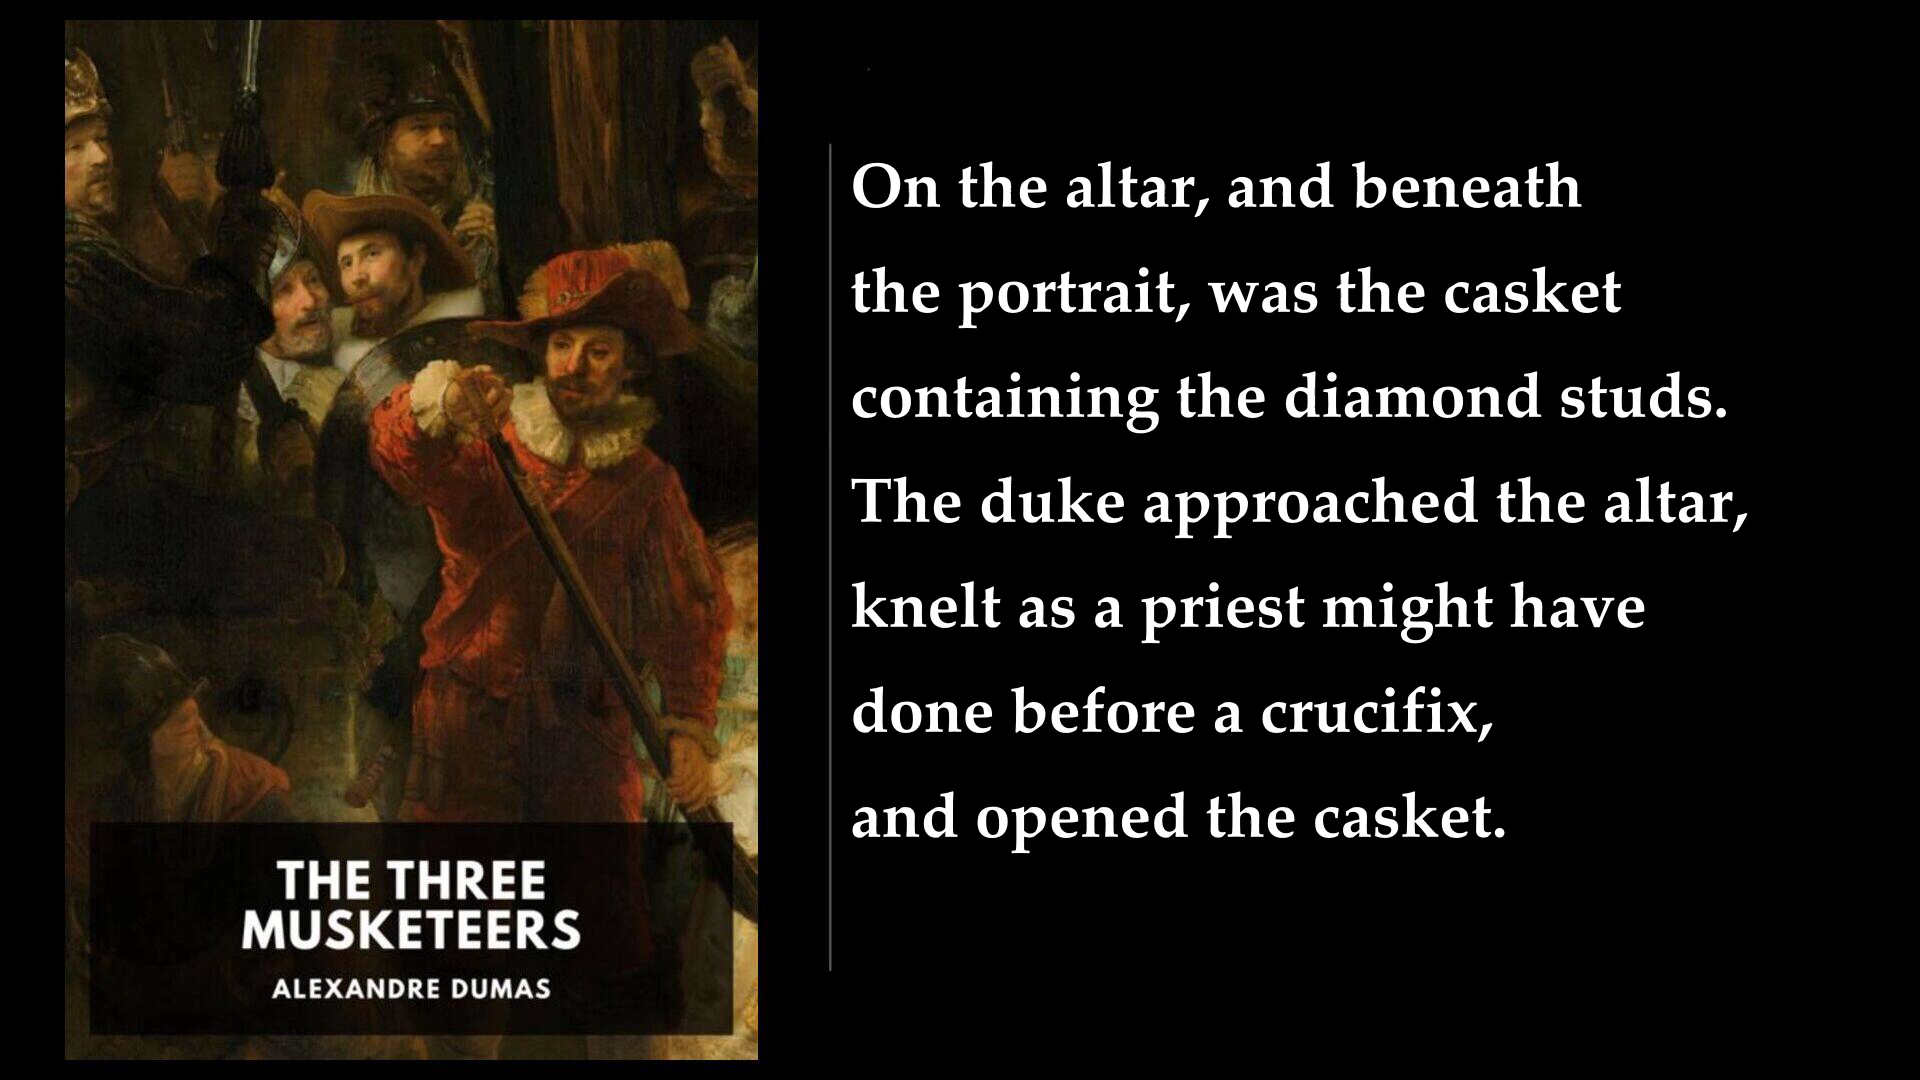 THE THREE
MUSKETEERS
ALEXANDRE DUMAS
On the altar, and beneath
the portrait, was the casket
containing the diamond studs.
The duke approached the altar,
knelt as a priest might have
done before a crucifix,
and opened the casket.